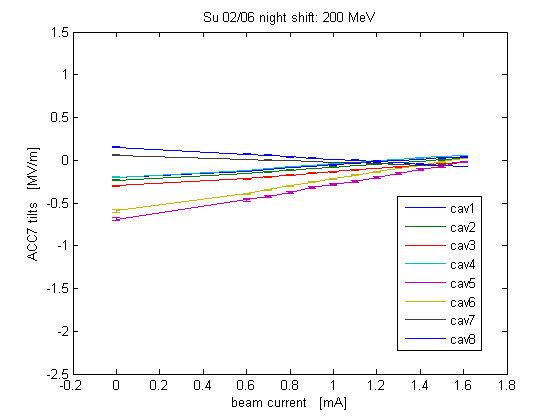 Su 02/06 night shift: 200 MeV
1.5
1
0.5
0
-0.5
-1
-1.5
-2
-2.5
ACC7 tilts [MV/m]
cav1
cav2
cav3
cav4
cav5
cav6
cav7
cav8
-0.2 0 0.2 0.4 0.6 0.8 1 1.2 1.4 1.6 1.8
beam current [mA]